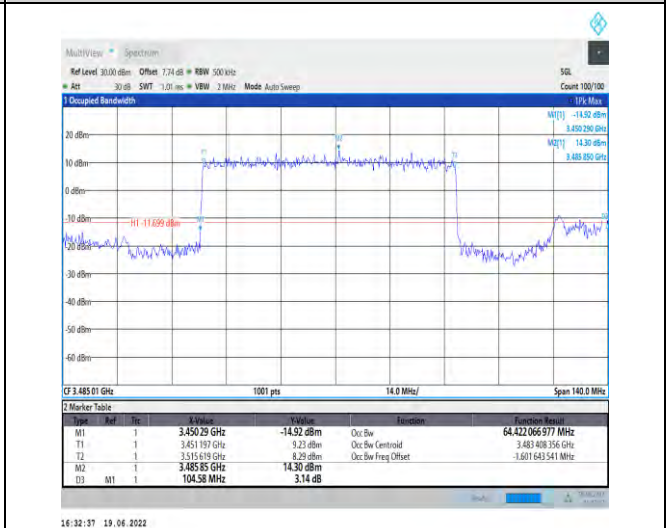 MultiView Spectrum
Ref Level 30.00 dBm Offset 7.74 dB RBW 500 kHz SGL
Att 30 dB SWT 1.01 ms VBW 2 MHz Mode Auto Sweep Count 100/100
1 Occupied Bandwidth 1Pk Max
M1[1] -14.92 dBm
3.450 290 GHz
20 dBm
M2[1] 14.30 dBm
3.485 850 GHz
M2
T1
T2
10 dBm
0 dBm
-10 dBm
H1 -11.699 dBm
M1
-20 dBm
-30 dBm
-40 dBm
-50 dBm
-60 dBm
CF 3.485 01 GHz 1001 pts 14.0 MHz/ Span 140.0 MHz
2 Marker Table
Type Ref Trc X-Value Y-Value Function Function Result
M1 1 3.450 29 GHz -14.92 dBm Occ Bw 64.422 066 977 MHz
T1 1 3.451 197 GHz 9.23 dBm Occ Bw Centroid 3.483 408 356 GHz
T2 1 3.515 619 GHz 8.29 dBm Occ Bw Freq Offset -1.601 643 541 MHz
M2 1 3.485 85 GHz 14.30 dBm
D3 M1 1 104.58 MHz 3.14 dB
16:32:37 19.06.2022